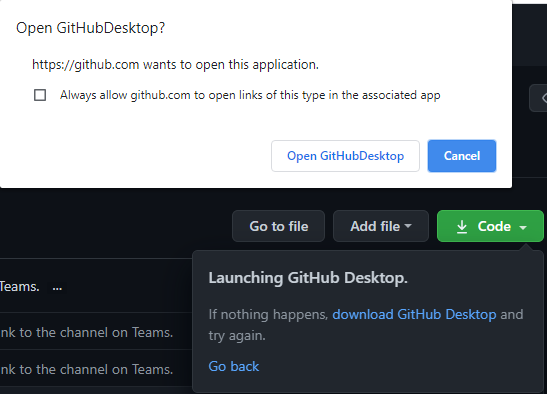 Open GitHubDesktop?
https://github.com wants to open this application.
Always allow github.com to open links of this type in the associated app
Open GitHubDesktop
Cancel
Go to file
Add file
Code
Teams.
...
Launching GitHub Desktop.
If nothing happens, download GitHub Desktop and
try again.
Go back
nk to the channel on Teams.
nk to the channel on Teams.